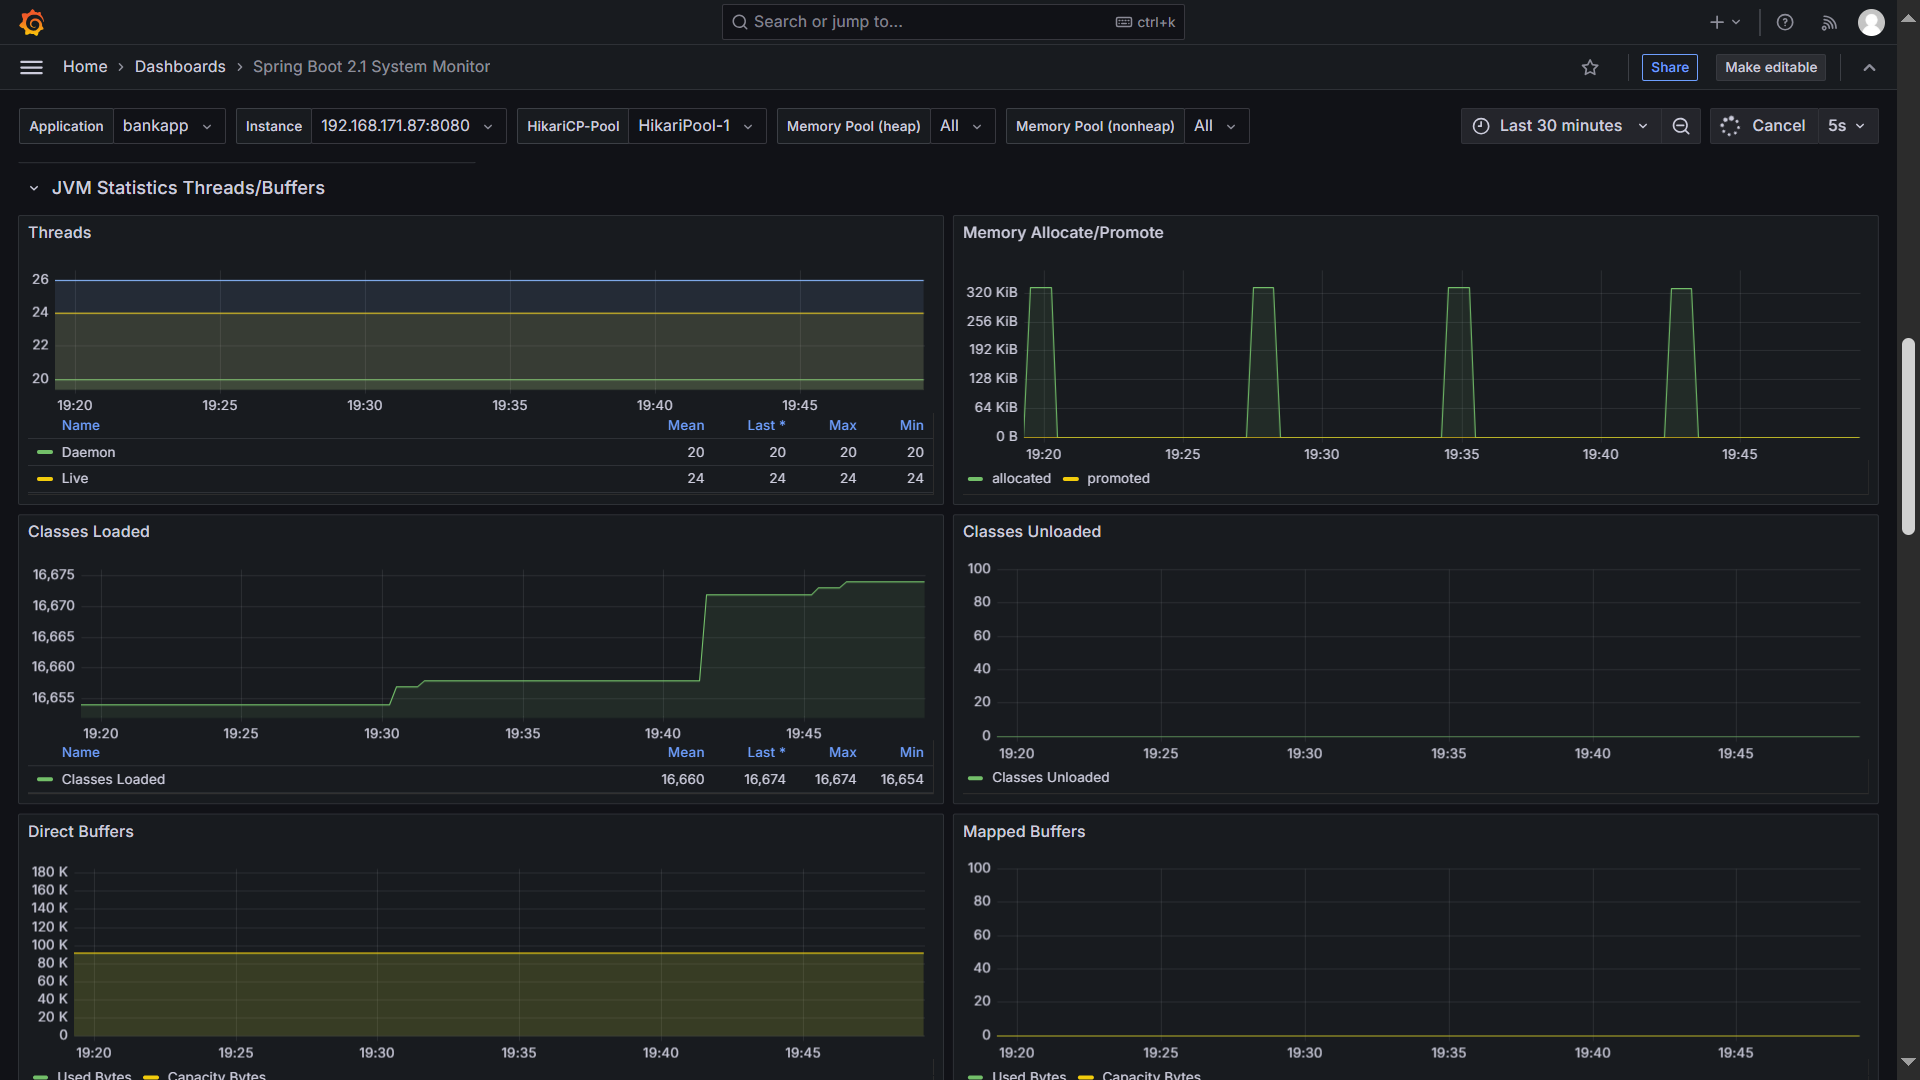 Search or jump to... ctrl+k
Home › Dashboards › Spring Boot 2.1 System Monitor
Share
Make editable
Application bankapp
Instance 192.168.171.87:8080
HikariCP-Pool HikariPool-1
Memory Pool (heap) All
Memory Pool (nonheap) All
Last 30 minutes
Cancel
5s
JVM Statistics Threads/Buffers
Threads
26
24
22
20
19:20 19:25 19:30 19:35 19:40 19:45
Name Mean Last * Max Min
Daemon 20 20 20 20
Live 24 24 24 24
Memory Allocate/Promote
320 KiB
256 KiB
192 KiB
128 KiB
64 KiB
0 B
19:20 19:25 19:30 19:35 19:40 19:45
allocated promoted
Classes Loaded
16,675
16,670
16,665
16,660
16,655
19:20 19:25 19:30 19:35 19:40 19:45
Name Mean Last * Max Min
Classes Loaded 16,660 16,674 16,674 16,654
Classes Unloaded
100
80
60
40
20
0
19:20 19:25 19:30 19:35 19:40 19:45
Classes Unloaded
Direct Buffers
180 K
160 K
140 K
120 K
100 K
80 K
60 K
40 K
20 K
0
19:20 19:25 19:30 19:35 19:40 19:45
Used Bytes Capacity Bytes
Mapped Buffers
100
80
60
40
20
0
19:20 19:25 19:30 19:35 19:40 19:45
Used Bytes Capacity Bytes